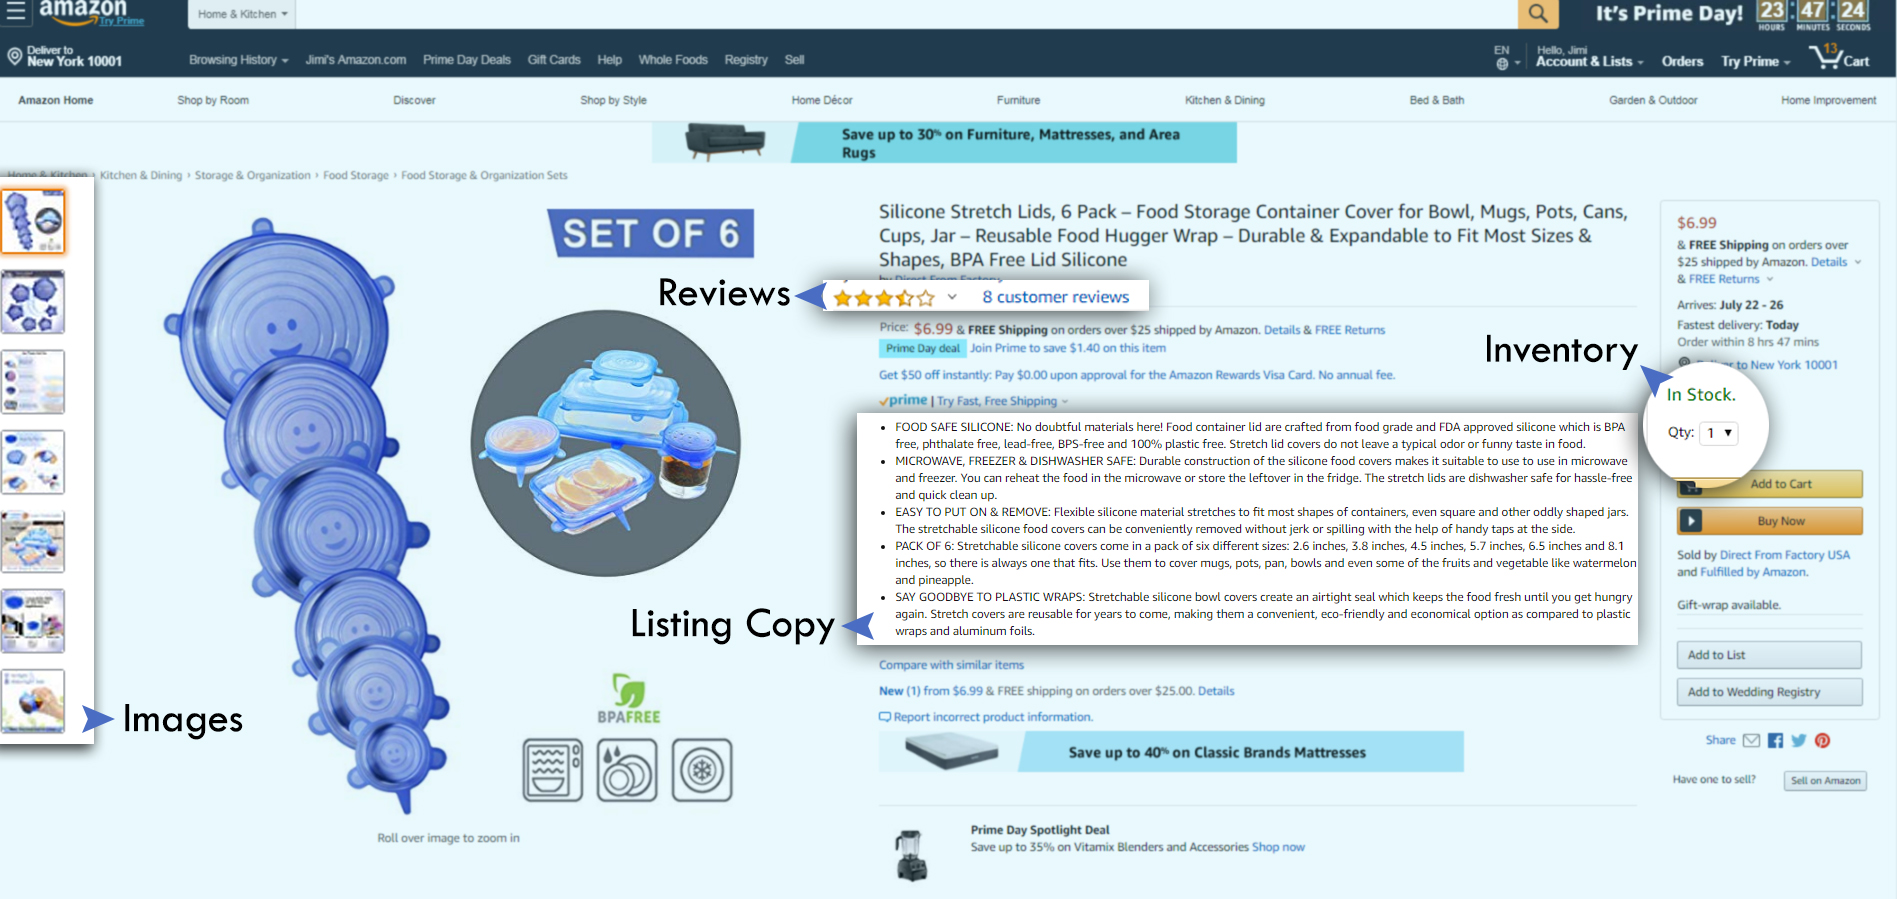 amazon
Try Prime
Home & Kitchen
It's Prime Day!
23 : 47 : 24
HOURS MINUTES SECONDS
Deliver to
New York 10001
Browsing History
Jimi's Amazon.com
Prime Day Deals
Gift Cards
Help
Whole Foods
Registry
Sell
EN
Hello, Jimi
Account & Lists
Orders
Try Prime
13
Cart
Amazon Home
Shop by Room
Discover
Shop by Style
Home Décor
Furniture
Kitchen & Dining
Bed & Bath
Garden & Outdoor
Home Improvement
Save up to 30% on Furniture, Mattresses, and Area
Rugs
Home & Kitchen › Kitchen & Dining › Storage & Organization › Food Storage › Food Storage & Organization Sets
SET OF 6
BPAFREE
Roll over image to zoom in
Images
Silicone Stretch Lids, 6 Pack – Food Storage Container Cover for Bowl, Mugs, Pots, Cans,
Cups, Jar – Reusable Food Hugger Wrap – Durable & Expandable to Fit Most Sizes &
Shapes, BPA Free Lid Silicone
by Direct From Factory
Reviews
8 customer reviews
Price: $6.99 & FREE Shipping on orders over $25 shipped by Amazon. Details & FREE Returns
Prime Day deal Join Prime to save $1.40 on this item
Get $50 off instantly: Pay $0.00 upon approval for the Amazon Rewards Visa Card. No annual fee.
prime | Try Fast, Free Shipping
• FOOD SAFE SILICONE: No doubtful materials here! Food container lid are crafted from food grade and FDA approved silicone which is BPA
free, phthalate free, lead-free, BPS-free and 100% plastic free. Stretch lid covers do not leave a typical odor or funny taste in food.
• MICROWAVE, FREEZER & DISHWASHER SAFE: Durable construction of the silicone food covers makes it suitable to use to use in microwave
and freezer. You can reheat the food in the microwave or store the leftover in the fridge. The stretch lids are dishwasher safe for hassle-free
and quick clean up.
• EASY TO PUT ON & REMOVE: Flexible silicone material stretches to fit most shapes of containers, even square and other oddly shaped jars.
The stretchable silicone food covers can be conveniently removed without jerk or spilling with the help of handy taps at the side.
• PACK OF 6: Stretchable silicone covers come in a pack of six different sizes: 2.6 inches, 3.8 inches, 4.5 inches, 5.7 inches, 6.5 inches and 8.1
inches, so there is always one that fits. Use them to cover mugs, pots, pan, bowls and even some of the fruits and vegetable like watermelon
and pineapple.
• SAY GOODBYE TO PLASTIC WRAPS: Stretchable silicone bowl covers create an airtight seal which keeps the food fresh until you get hungry
again. Stretch covers are reusable for years to come, making them a convenient, eco-friendly and economical option as compared to plastic
wraps and aluminum foils.
Listing Copy
Compare with similar items
New (1) from $6.99 & FREE shipping on orders over $25.00. Details
Report incorrect product information.
Save up to 40% on Classic Brands Mattresses
Prime Day Spotlight Deal
Save up to 35% on Vitamix Blenders and Accessories Shop now
$6.99
& FREE Shipping on orders over
$25 shipped by Amazon. Details
& FREE Returns
Arrives: July 22 - 26
Fastest delivery: Today
Order within 8 hrs 47 mins
to New York 10001
Inventory
In Stock.
Qty: 1
Add to Cart
Buy Now
Sold by Direct From Factory USA
and Fulfilled by Amazon.
Gift-wrap available.
Add to List
Add to Wedding Registry
Share
Have one to sell?
Sell on Amazon